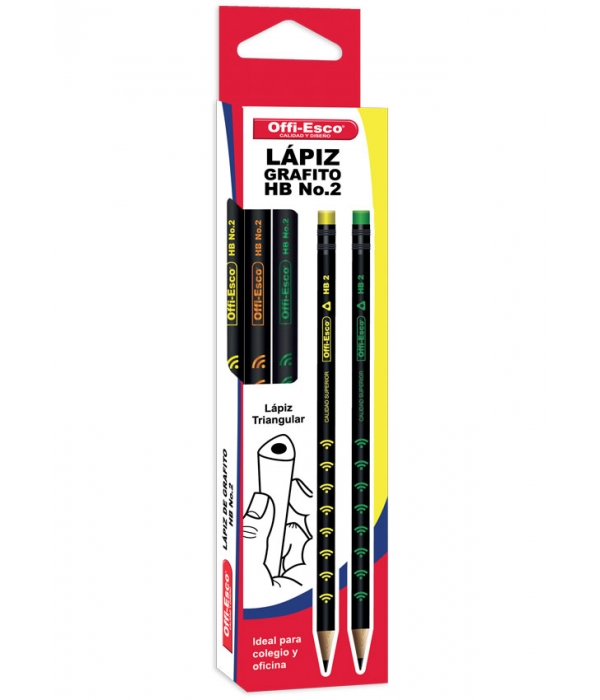 Offi-Esco®
CALIDAD Y DISEÑO
LÁPIZ
GRAFITO
HB No.2
Offi-Esco HB No.2
Offi-Esco HB No.2
Offi-Esco HB No.2
CALIDAD SUPERIOR Offi-Esco HB 2
CALIDAD SUPERIOR Offi-Esco HB 2
Lápiz
Triangular
Offi-Esco®
LÁPIZ DE GRAFITO
HB No.2
Ideal para
colegio y
oficina